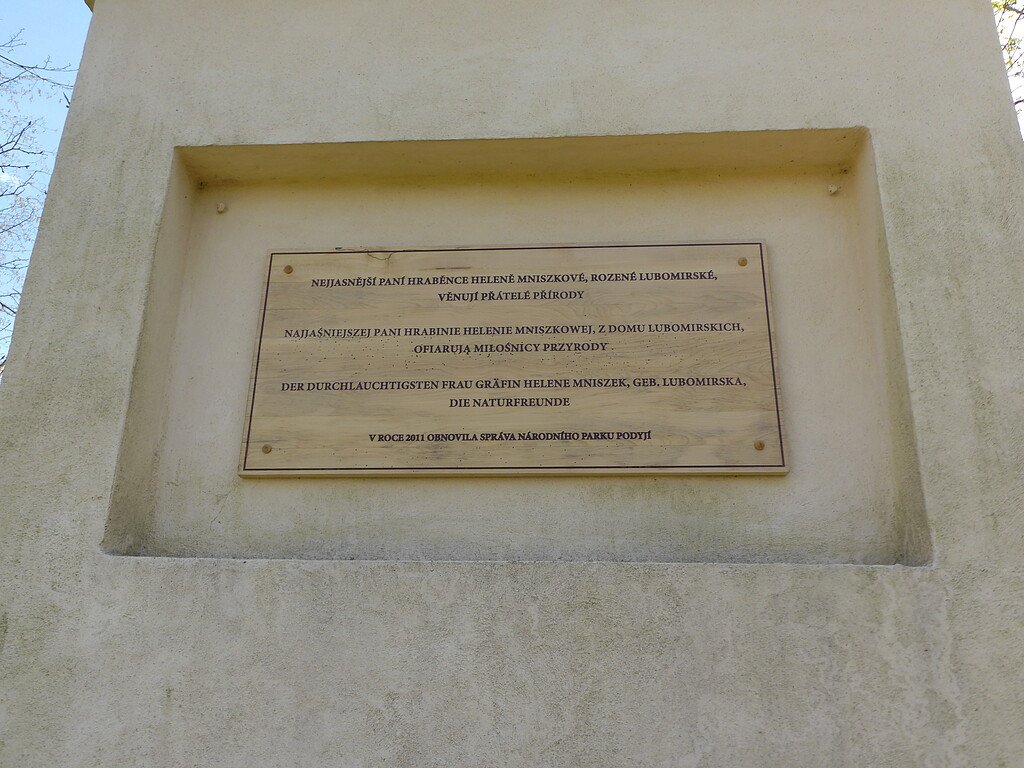 NEJJASNĚJŠÍ PANÍ HRABĚNCE HELENĚ MNISZKOVÉ, ROZENÉ LUBOMIRSKÉ,
VĚNUJÍ PŘÁTELÉ PŘÍRODY
NAJJAŚNIEJSZEJ PANI HRABINIE HELENIE MNISZKOWEJ, Z DOMU LUBOMIRSKICH,
OFIARUJĄ MIŁOŚNICY PRZYRODY
DER DURCHLAUCHTIGSTEN FRAU GRÄFIN HELENE MNISZEK, GEB. LUBOMIRSKA,
DIE NATURFREUNDE
V ROCE 2011 OBNOVILA SPRÁVA NÁRODNÍHO PARKU PODYJÍ